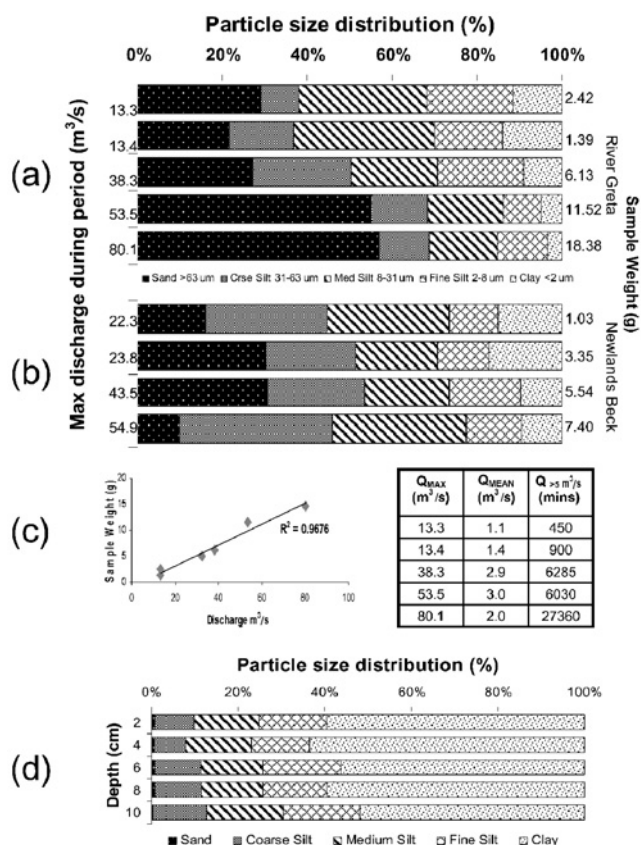 Particle size distribution (%)
0% 20% 40% 60% 80% 100%
(a)
Max discharge during period (m³/s)
13.3 2.42
13.4 1.39
38.3 6.13
53.5 11.52
80.1 18.38
River Greta
Sample Weight (g)
Sand >63 um Crse Silt 31-63 um Med Silt 8-31 um Fine Silt 2-8 um Clay <2 um
(b)
22.3 1.03
23.8 3.35
43.5 5.54
54.9 7.40
Newlands Beck
(c)
Sample Weight (g)
20
15
10
5
0
R² = 0.9676
0 20 40 60 80 100
Discharge m³/s
Q MAX (m³/s) Q MEAN (m³/s) Q >5 m³/s (mins)
13.3 1.1 450
13.4 1.4 900
38.3 2.9 6285
53.5 3.0 6030
80.1 2.0 27360
Particle size distribution (%)
0% 20% 40% 60% 80% 100%
(d)
Depth (cm)
2
4
6
8
10
Sand Coarse Silt Medium Silt Fine Silt Clay